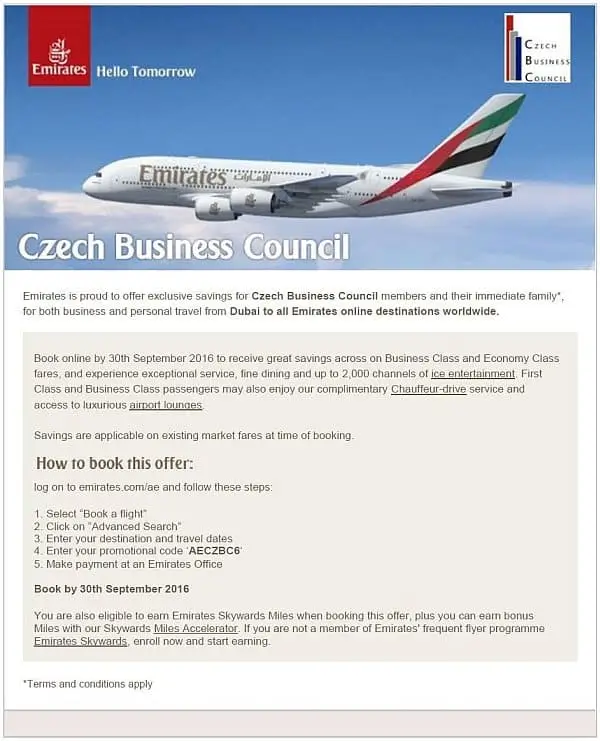 Emirates
Hello Tomorrow
CZECH
BUSINESS
COUNCIL
Emirates الإمارات
Czech Business Council
Emirates is proud to offer exclusive savings for Czech Business Council members and their immediate family*,
for both business and personal travel from Dubai to all Emirates online destinations worldwide.
Book online by 30th September 2016 to receive great savings across on Business Class and Economy Class
fares, and experience exceptional service, fine dining and up to 2,000 channels of ice entertainment. First
Class and Business Class passengers may also enjoy our complimentary Chauffeur-drive service and
access to luxurious airport lounges.
Savings are applicable on existing market fares at time of booking.
How to book this offer:
log on to emirates.com/ae and follow these steps:
1. Select “Book a flight”
2. Click on “Advanced Search”
3. Enter your destination and travel dates
4. Enter your promotional code ‘AECZBC6‘
5. Make payment at an Emirates Office
Book by 30th September 2016
You are also eligible to earn Emirates Skywards Miles when booking this offer, plus you can earn bonus
Miles with our Skywards Miles Accelerator. If you are not a member of Emirates' frequent flyer programme
Emirates Skywards, enroll now and start earning.
*Terms and conditions apply